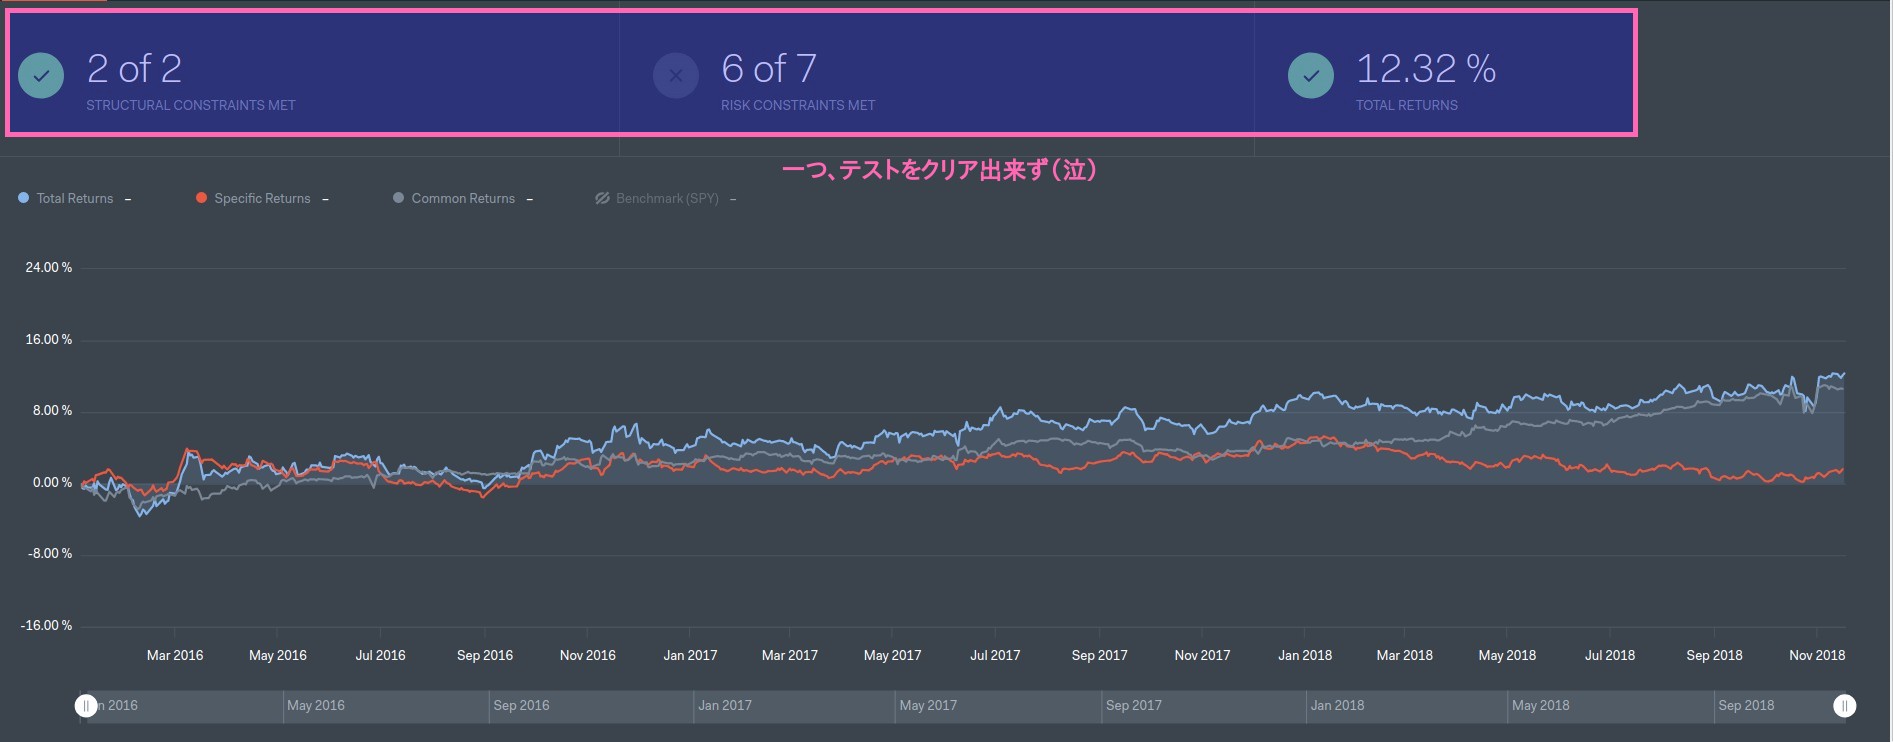 2 of 2
STRUCTURAL CONSTRAINTS MET
6 of 7
RISK CONSTRAINTS MET
12.32 %
TOTAL RETURNS
一つ、テストをクリア出来ず（泣）
Total Returns –
Specific Returns –
Common Returns –
Benchmark (SPY) –
24.00 %
16.00 %
8.00 %
0.00 %
-8.00 %
-16.00 %
Mar 2016 May 2016 Jul 2016 Sep 2016 Nov 2016 Jan 2017 Mar 2017 May 2017 Jul 2017 Sep 2017 Nov 2017 Jan 2018 Mar 2018 May 2018 Jul 2018 Sep 2018 Nov 2018
n 2016 May 2016 Sep 2016 Jan 2017 May 2017 Sep 2017 Jan 2018 May 2018 Sep 2018